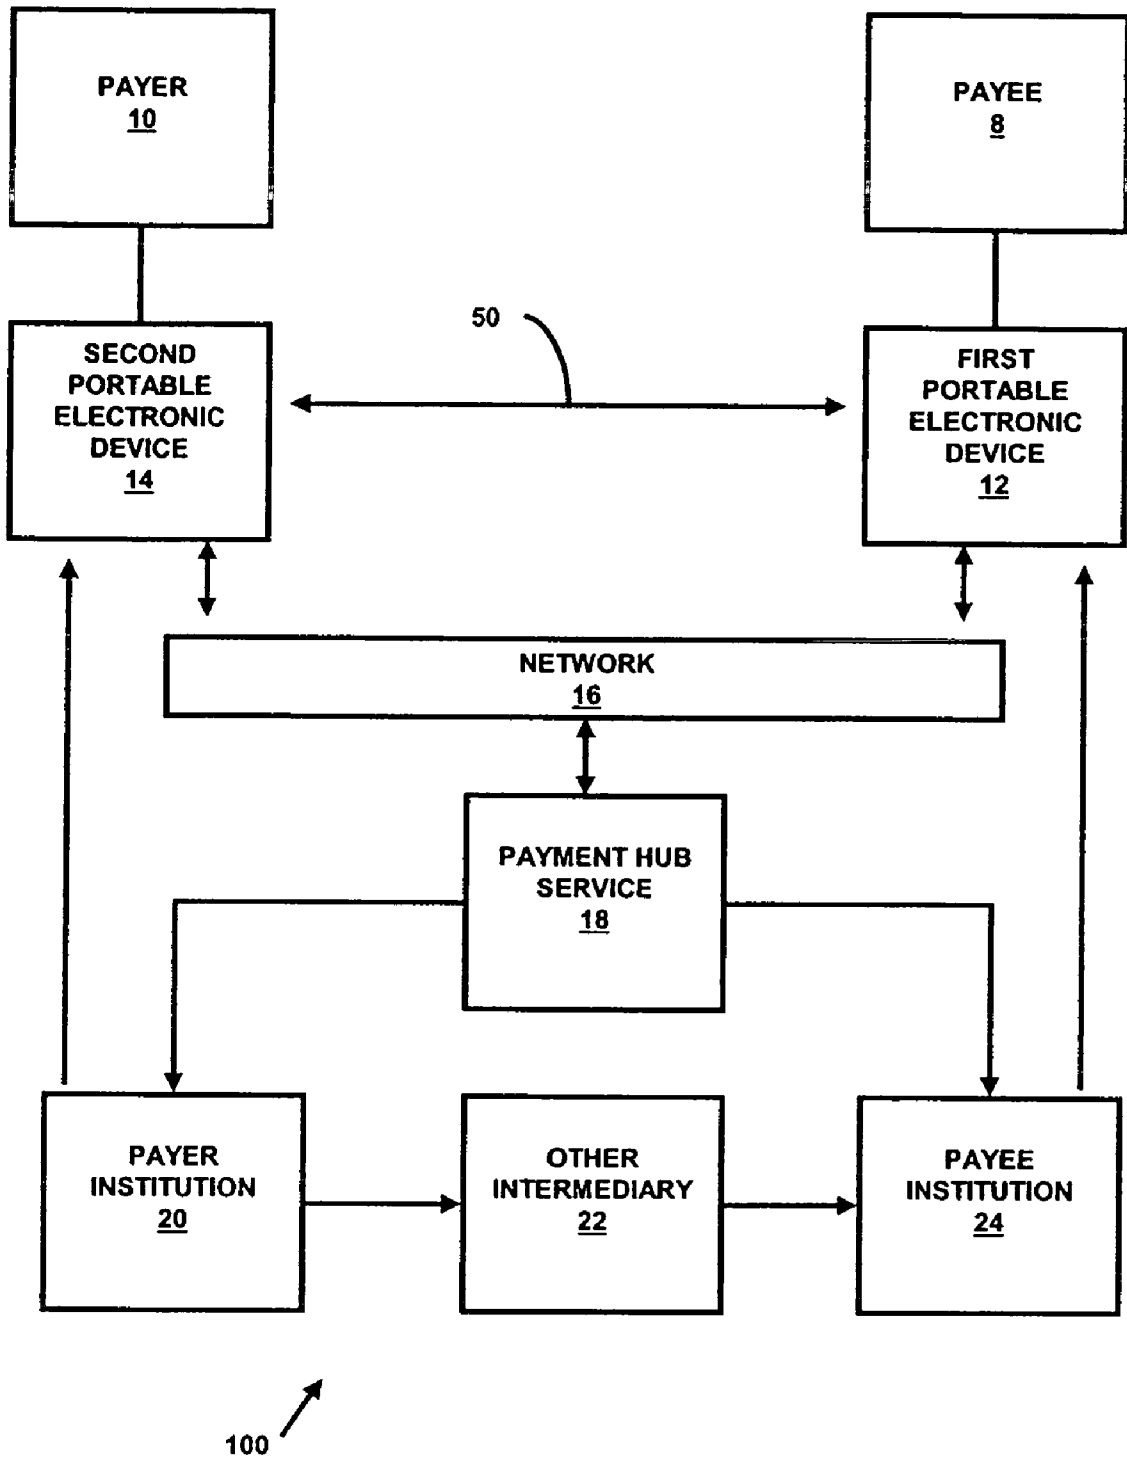 PAYER
10
PAYEE
8
50
SECOND
PORTABLE
ELECTRONIC
DEVICE
14
FIRST
PORTABLE
ELECTRONIC
DEVICE
12
NETWORK
16
PAYMENT HUB
SERVICE
18
PAYER
INSTITUTION
20
OTHER
INTERMEDIARY
22
PAYEE
INSTITUTION
24
100